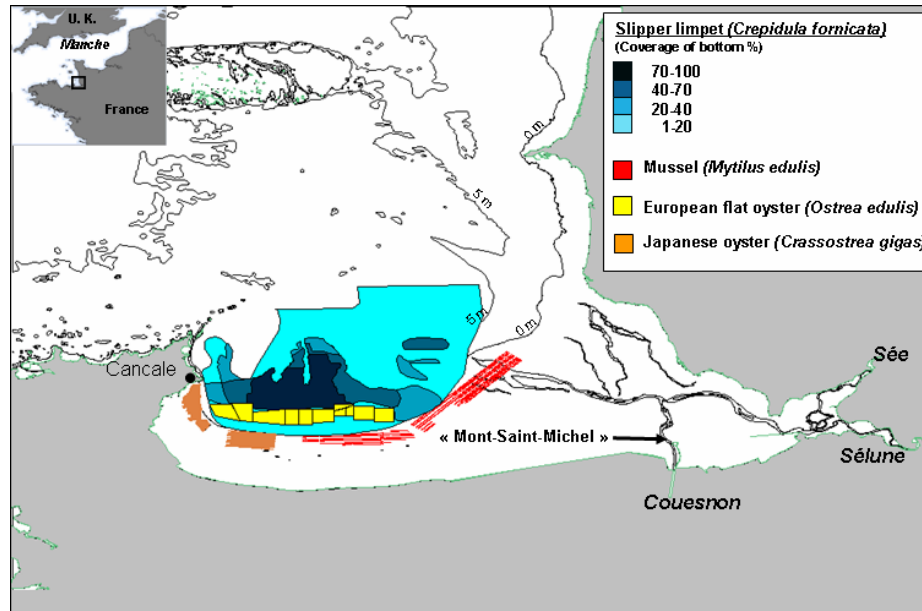 U. K.
Manche
France
Slipper limpet (Crepidula fornicata)
(Coverage of bottom %)
70-100
40-70
20-40
1-20
Mussel (Mytilus edulis)
European flat oyster (Ostrea edulis)
Japanese oyster (Crassostrea gigas)
0 m
5 m
5 m
0 m
Cancale
« Mont-Saint-Michel »
Sée
Sélune
Couesnon